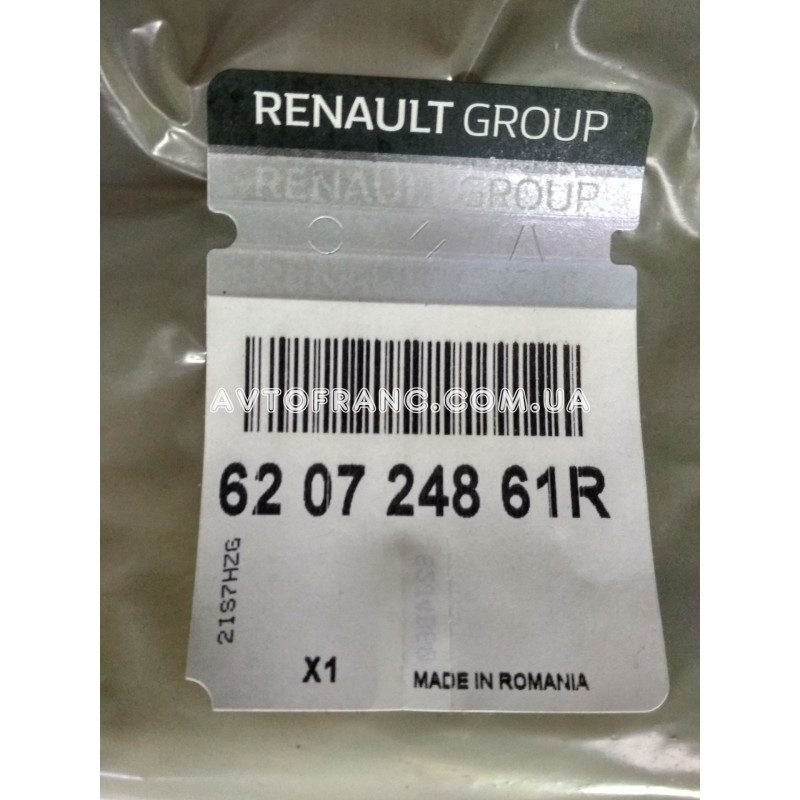 RENAULT GROUP
RENAULT GROUP
AVTOFRANC.COM.UA
62 07 248 61R
21S7HZG
X1
MADE IN ROMANIA